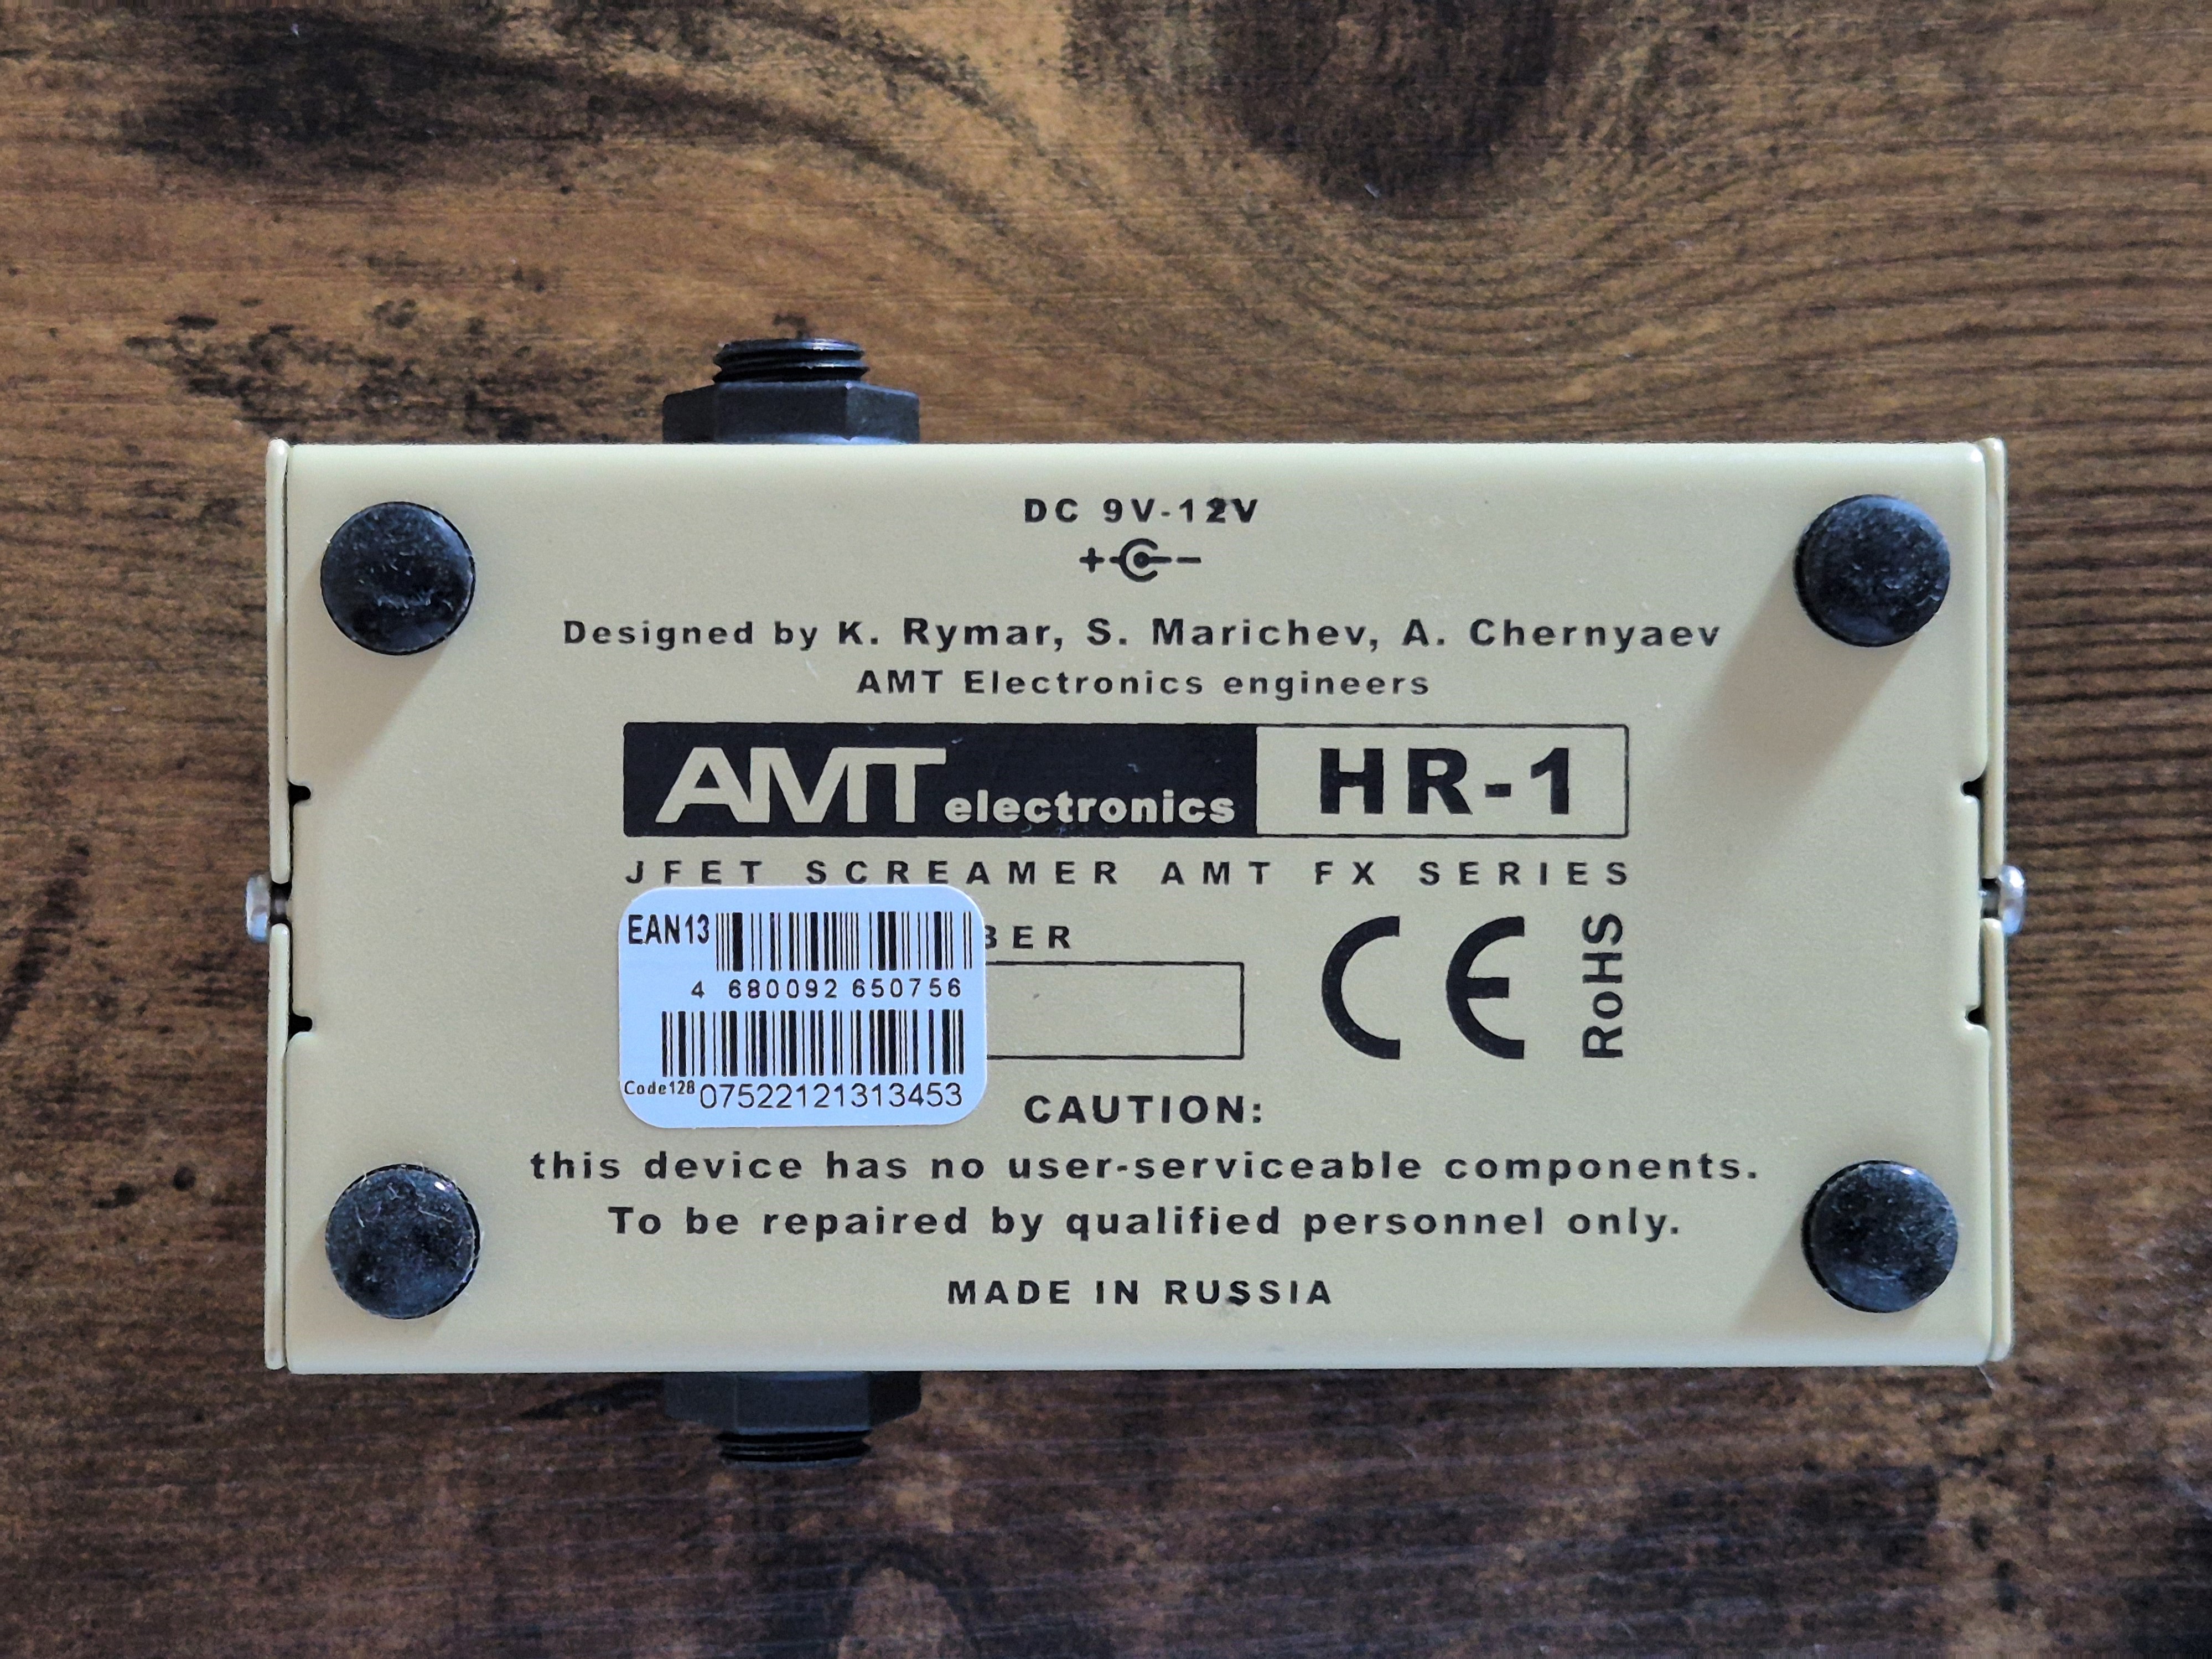 DC 9V-12V
+ -
Designed by K. Rymar, S. Marichev, A. Chernyaev
AMT Electronics engineers
AMT electronics HR-1
JFET SCREAMER AMT FX SERIES
EAN13
BER
4 680092 650756
Code128 07522121313453
CE
RoHS
CAUTION:
this device has no user-serviceable components.
To be repaired by qualified personnel only.
MADE IN RUSSIA